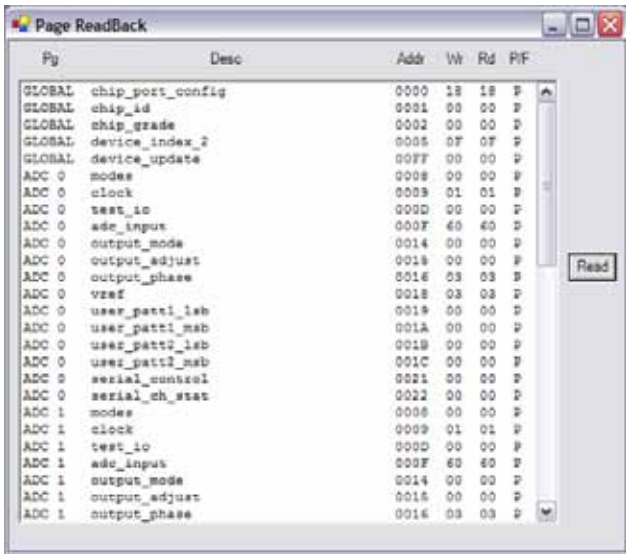 Page ReadBack
Pg Desc Addr Wr Rd P/F
GLOBAL chip_port_config 0000 18 18 P
GLOBAL chip_id 0001 00 00 P
GLOBAL chip_grade 0002 00 00 P
GLOBAL device_index_2 0005 0F 0F P
GLOBAL device_update 00FF 00 00 P
ADC 0 modes 0008 00 00 P
ADC 0 clock 0009 01 01 P
ADC 0 test_io 000D 00 00 P
ADC 0 adc_input 000F 60 60 P
ADC 0 output_mode 0014 00 00 P
ADC 0 output_adjust 0015 00 00 P
ADC 0 output_phase 0016 03 03 P
ADC 0 vref 0018 03 03 P
ADC 0 user_patt1_lsb 0019 00 00 P
ADC 0 user_patt1_msb 001A 00 00 P
ADC 0 user_patt2_lsb 001B 00 00 P
ADC 0 user_patt2_msb 001C 00 00 P
ADC 0 serial_control 0021 00 00 P
ADC 0 serial_ch_stat 0022 00 00 P
ADC 1 modes 0008 00 00 P
ADC 1 clock 0009 01 01 P
ADC 1 test_io 000D 00 00 P
ADC 1 adc_input 000F 60 60 P
ADC 1 output_mode 0014 00 00 P
ADC 1 output_adjust 0015 00 00 P
ADC 1 output_phase 0016 03 03 P
Read